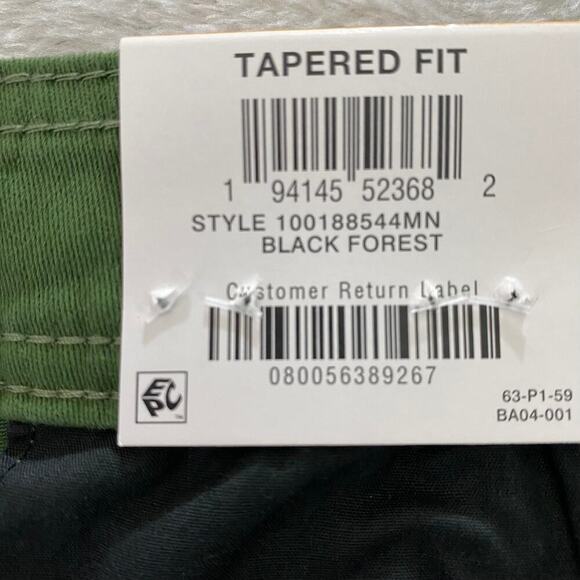 TAPERED FIT
1 94145 52368 2
STYLE 100188544MN
BLACK FOREST
Customer Return Label
080056389267
EPC
TM
63-P1-59
BA04-001